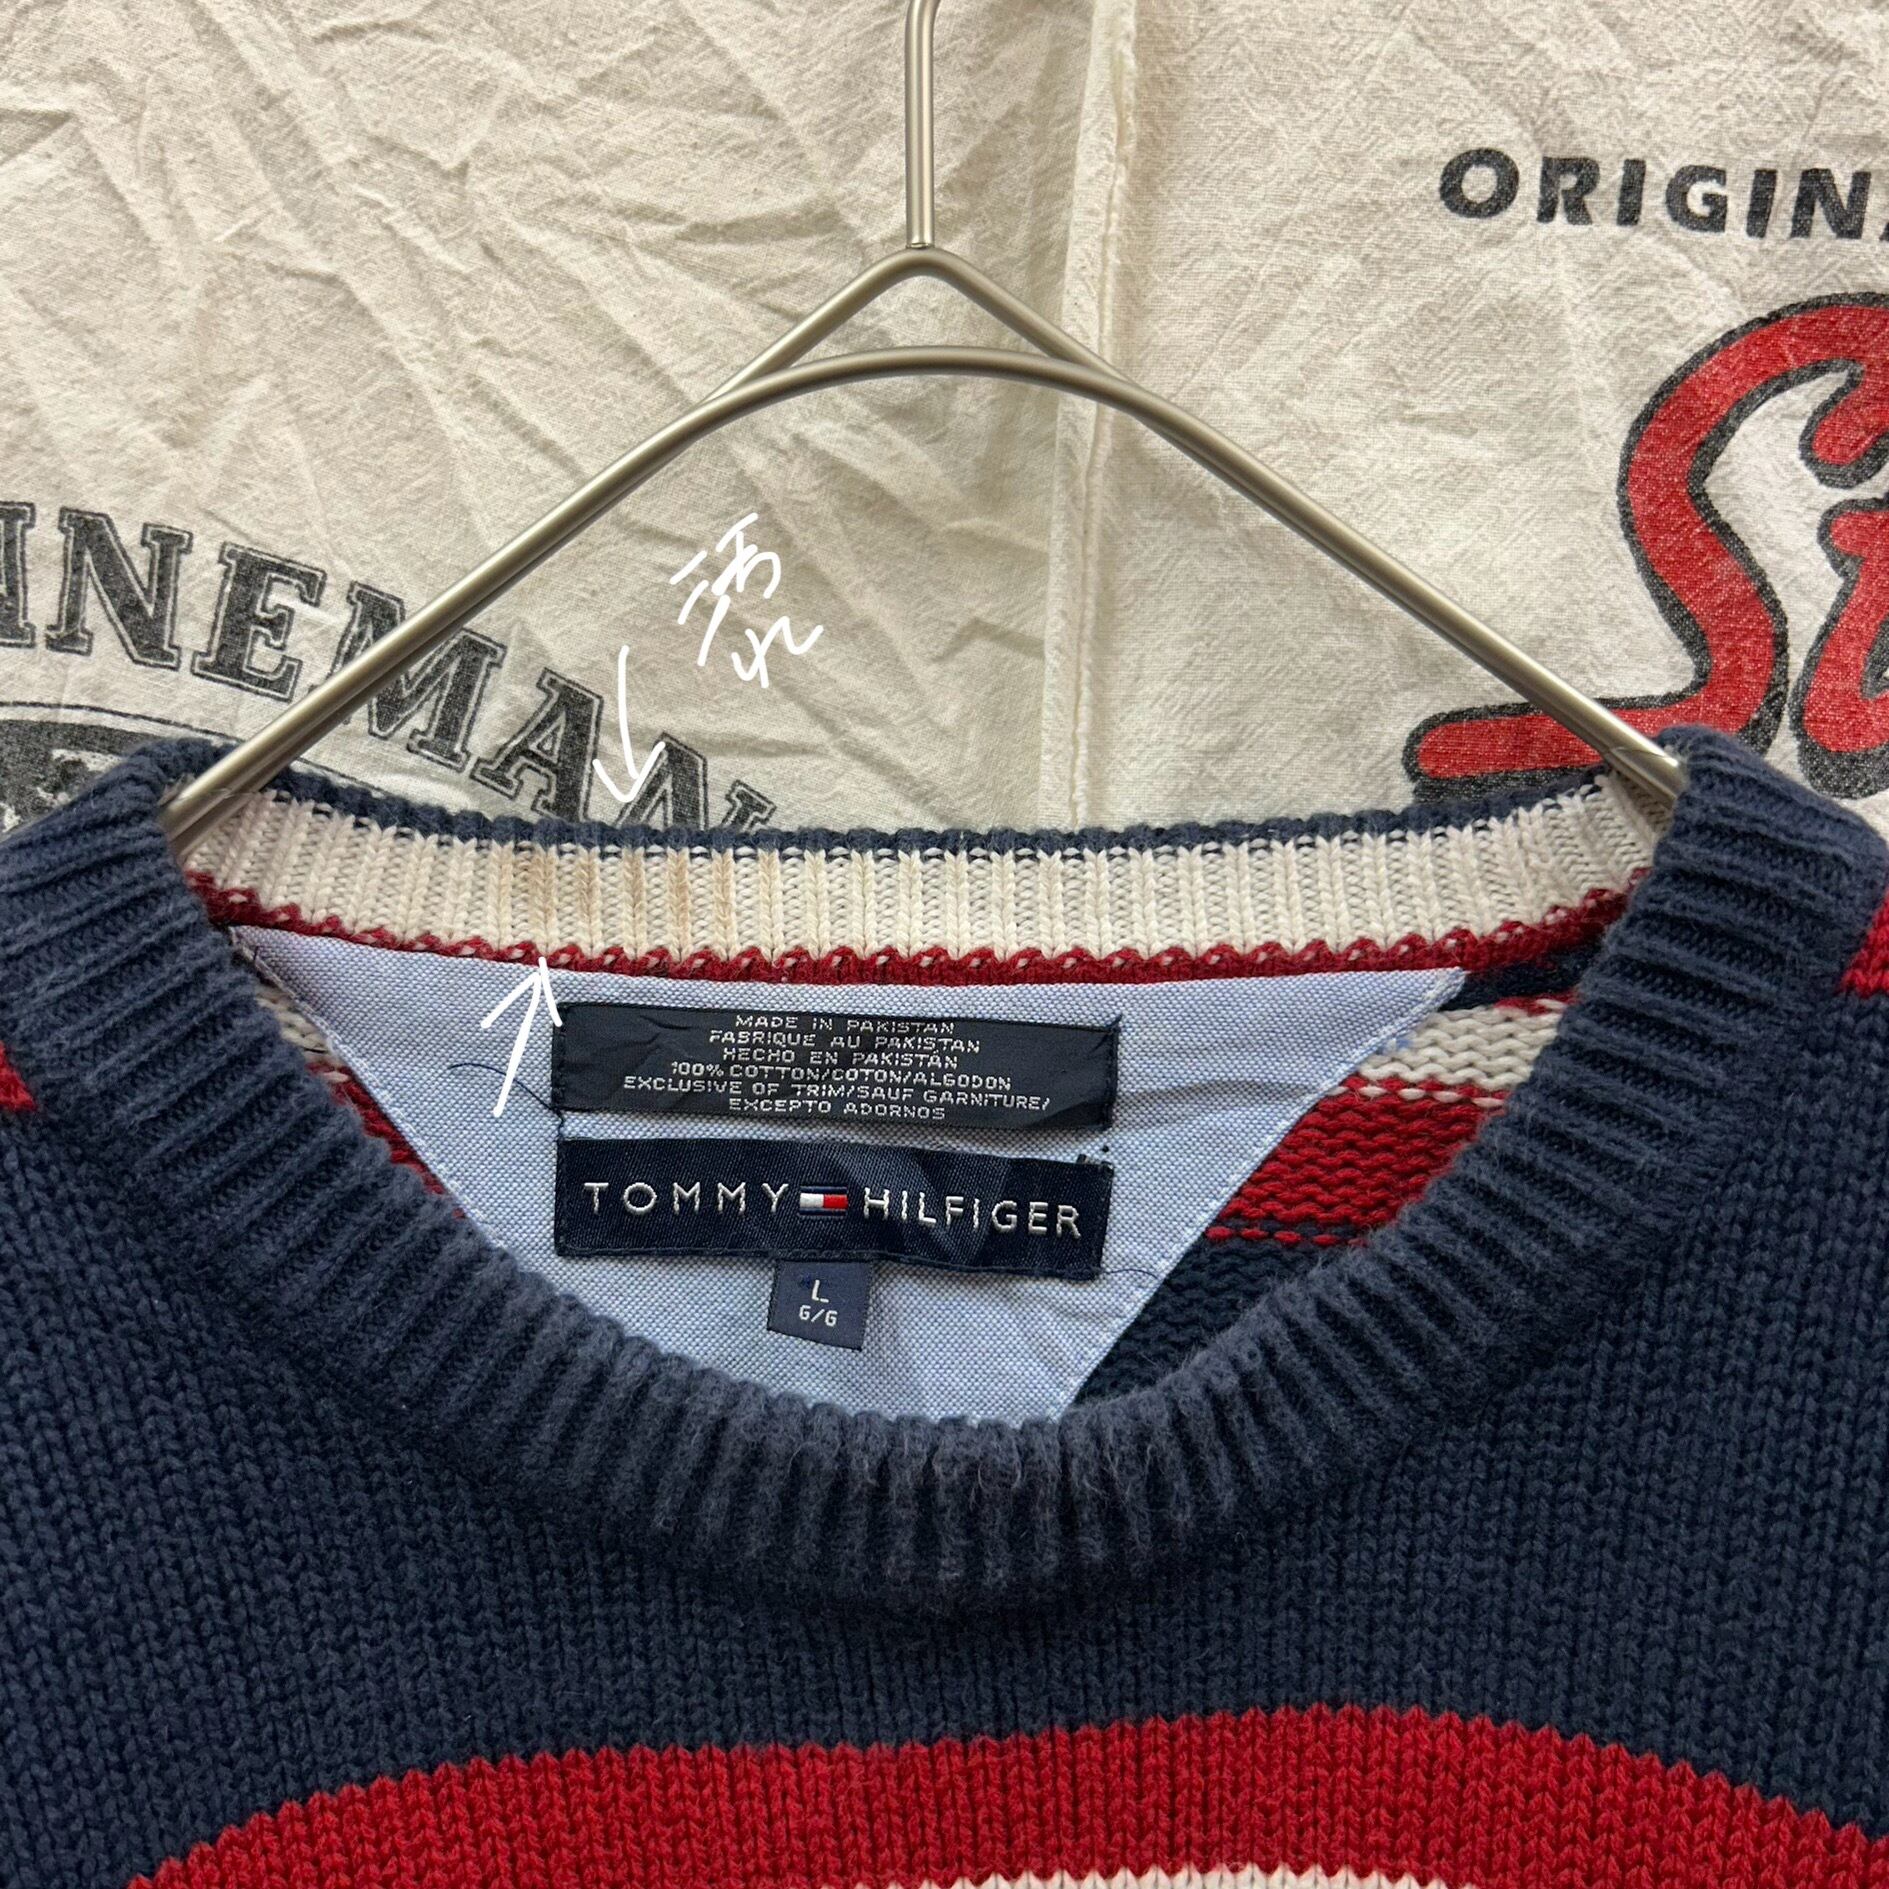 ORIGIN
INEMAN
汚れ
MADE IN PAKISTAN
FABRIQUE AU PAKISTAN
HECHO EN PAKISTÁN
100% COTTON/COTON/ALGODON
EXCLUSIVE OF TRIM/SAUF GARNITURE/
EXCEPTO ADORNOS
TOMMY HILFIGER
L
G/G